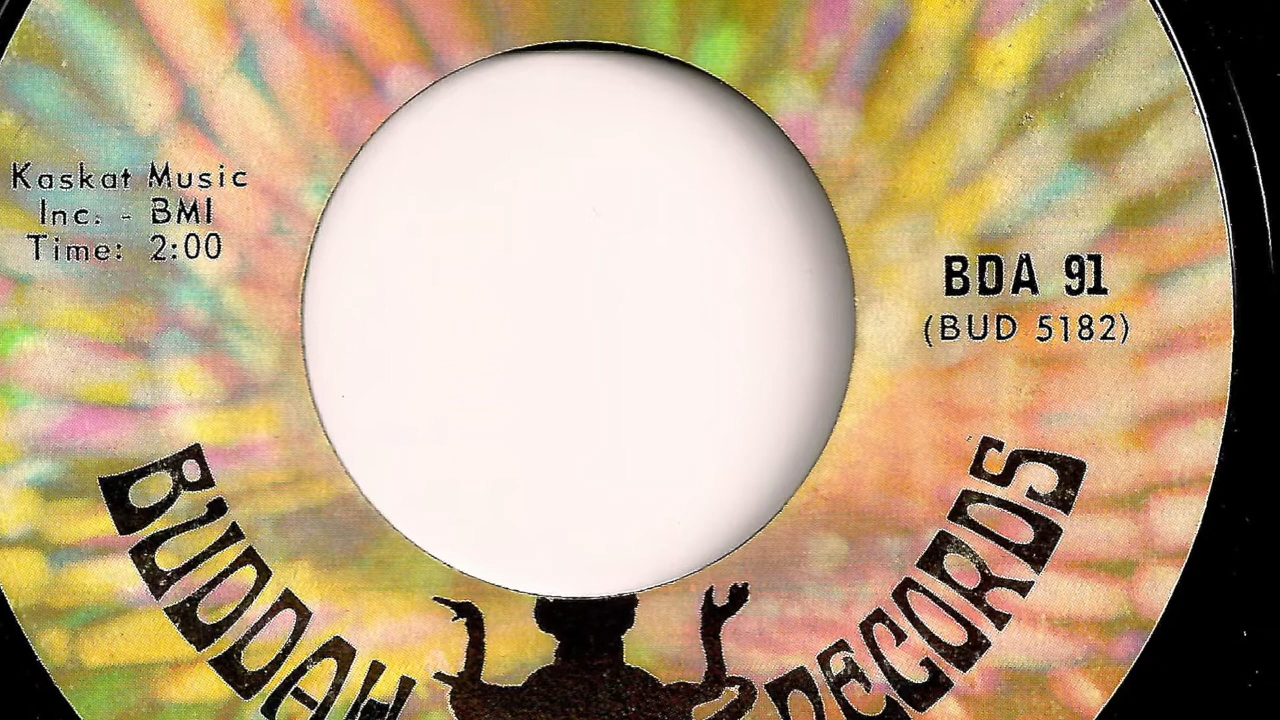 Kaskat Music
Inc. - BMI
Time: 2:00
BDA 91
(BUD 5182)
BUDDAH RECORDS